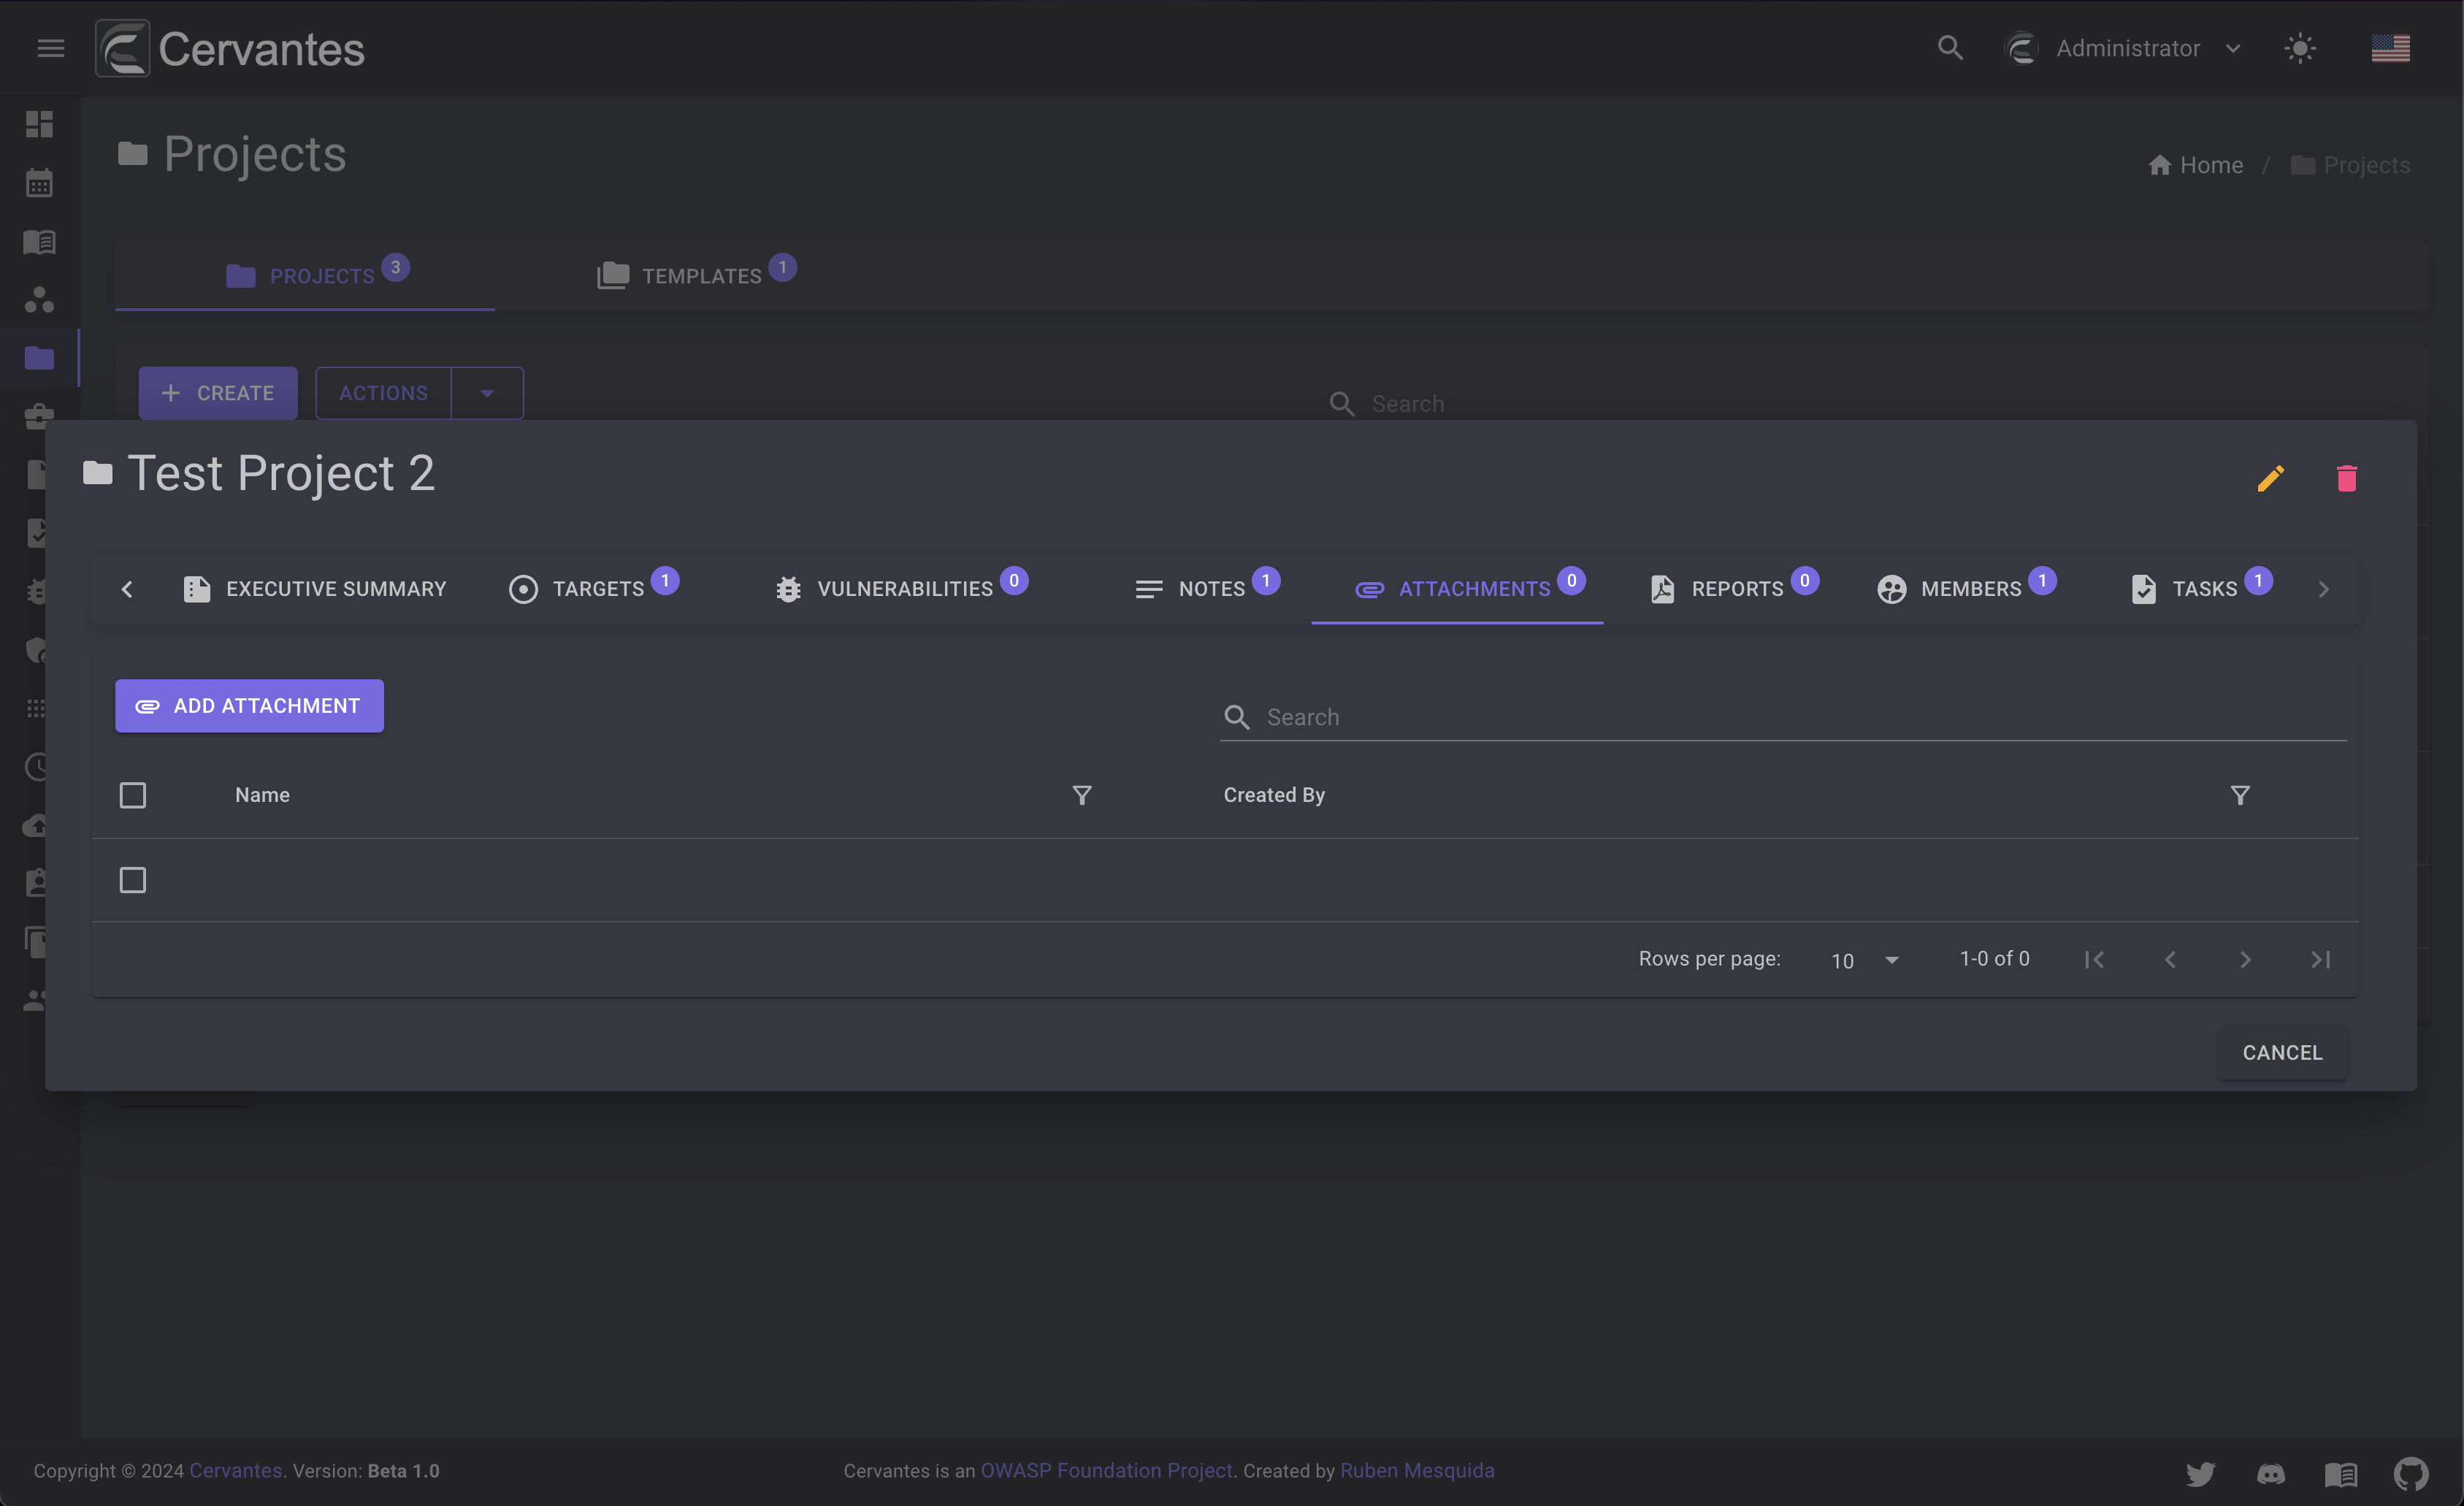 Cervantes
Administrator
Projects
Home / Projects
PROJECTS 3
TEMPLATES 1
CREATE
ACTIONS
Search
Test Project 2
EXECUTIVE SUMMARY
TARGETS 1
VULNERABILITIES 0
NOTES 1
ATTACHMENTS 0
REPORTS 0
MEMBERS 1
TASKS 1
ADD ATTACHMENT
Search
Name
Created By
Rows per page: 10 1-0 of 0
CANCEL
Copyright © 2024 Cervantes. Version: Beta 1.0
Cervantes is an OWASP Foundation Project. Created by Ruben Mesquida